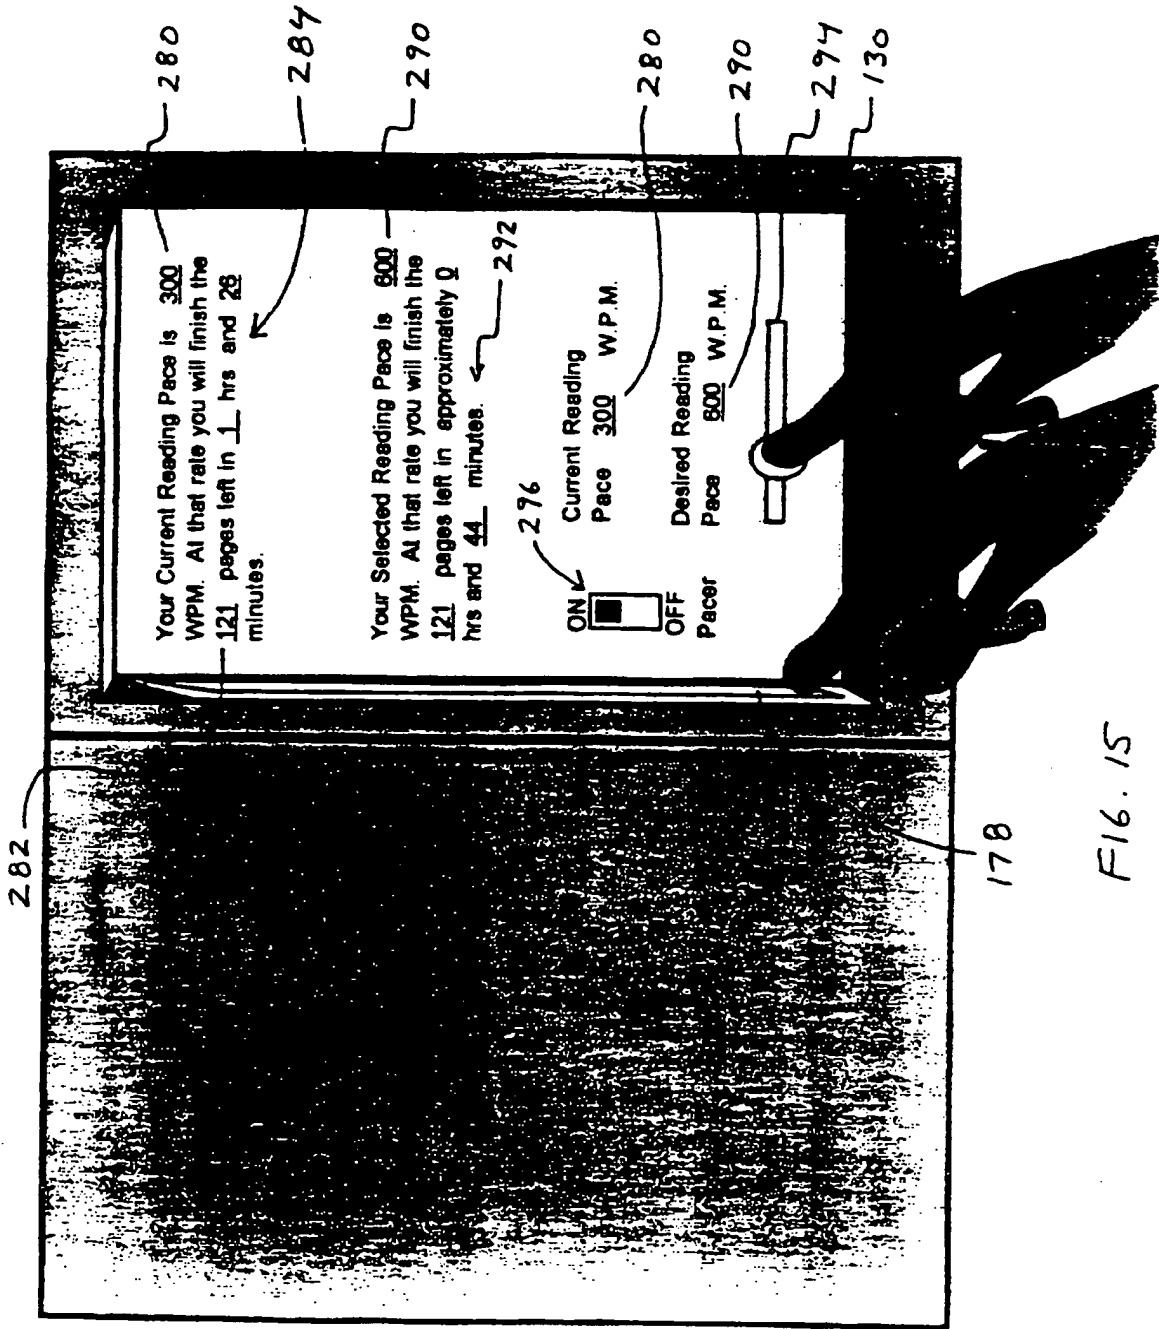 Your Current Reading Pace is 300
WPM. At that rate you will finish the
121 pages left in 1 hrs and 26
minutes.
Your Selected Reading Pace is 600
WPM. At that rate you will finish the
121 pages left in approximately 0
hrs and 44 minutes.
ON
OFF
Pacer
Current Reading
Pace 300 W.P.M.
Desired Reading
Pace 600 W.P.M.
280
284
290
292
296
280
290
294
130
282
178
FIG. 15